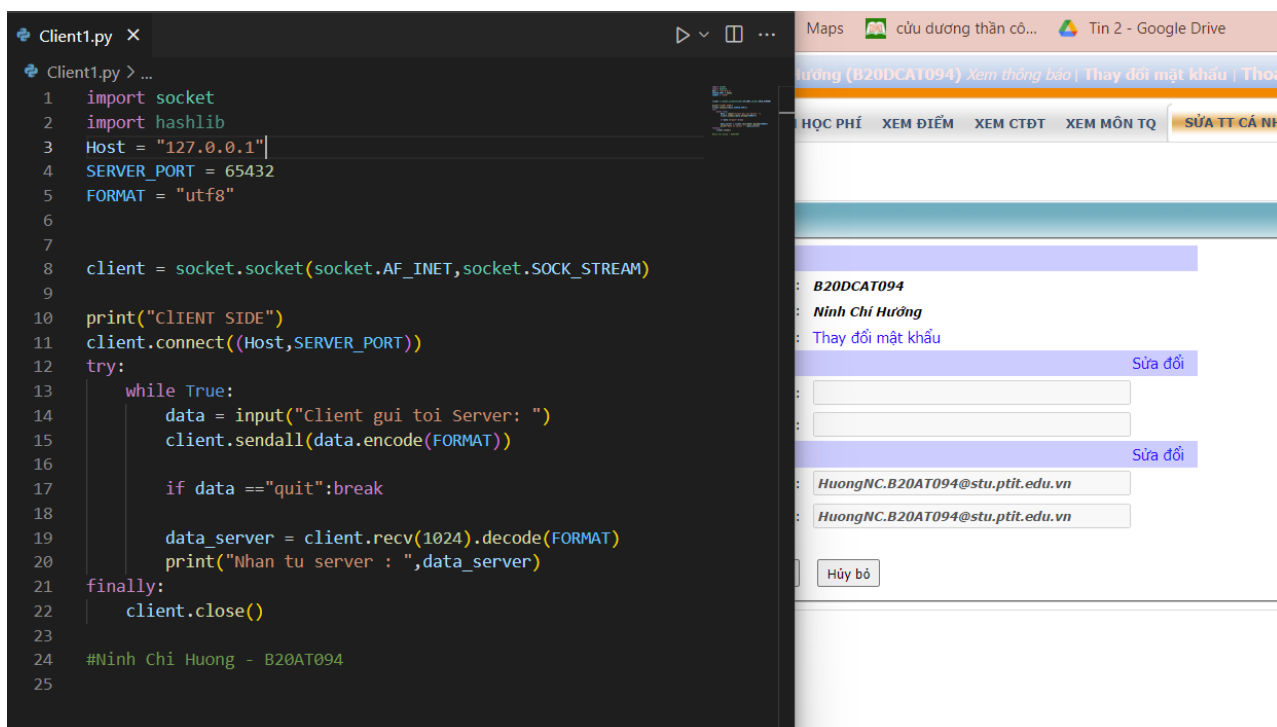 Client1.py
Client1.py > ...
1 import socket
2 import hashlib
3 Host = "127.0.0.1"
4 SERVER_PORT = 65432
5 FORMAT = "utf8"
6
7
8 client = socket.socket(socket.AF_INET,socket.SOCK_STREAM)
9
10 print("ClIENT SIDE")
11 client.connect((Host,SERVER_PORT))
12 try:
13 while True:
14 data = input("Client gui toi Server: ")
15 client.sendall(data.encode(FORMAT))
16
17 if data =="quit":break
18
19 data_server = client.recv(1024).decode(FORMAT)
20 print("Nhan tu server : ",data_server)
21 finally:
22 client.close()
23
24 #Ninh Chi Huong - B20AT094
25
Maps cửu dương thần cô... Tin 2 - Google Drive
(B20DCAT094) Xem thông báo | Thay đổi mật khẩu |
HỌC PHÍ XEM ĐIỂM XEM CTĐT XEM MÔN TQ SỬA TT CÁ
: B20DCAT094
: Ninh Chí Hướng
: Thay đổi mật khẩu
Sửa đổi
:
:
Sửa đổi
: HuongNC.B20AT094@stu.ptit.edu.vn
: HuongNC.B20AT094@stu.ptit.edu.vn
Hủy bỏ